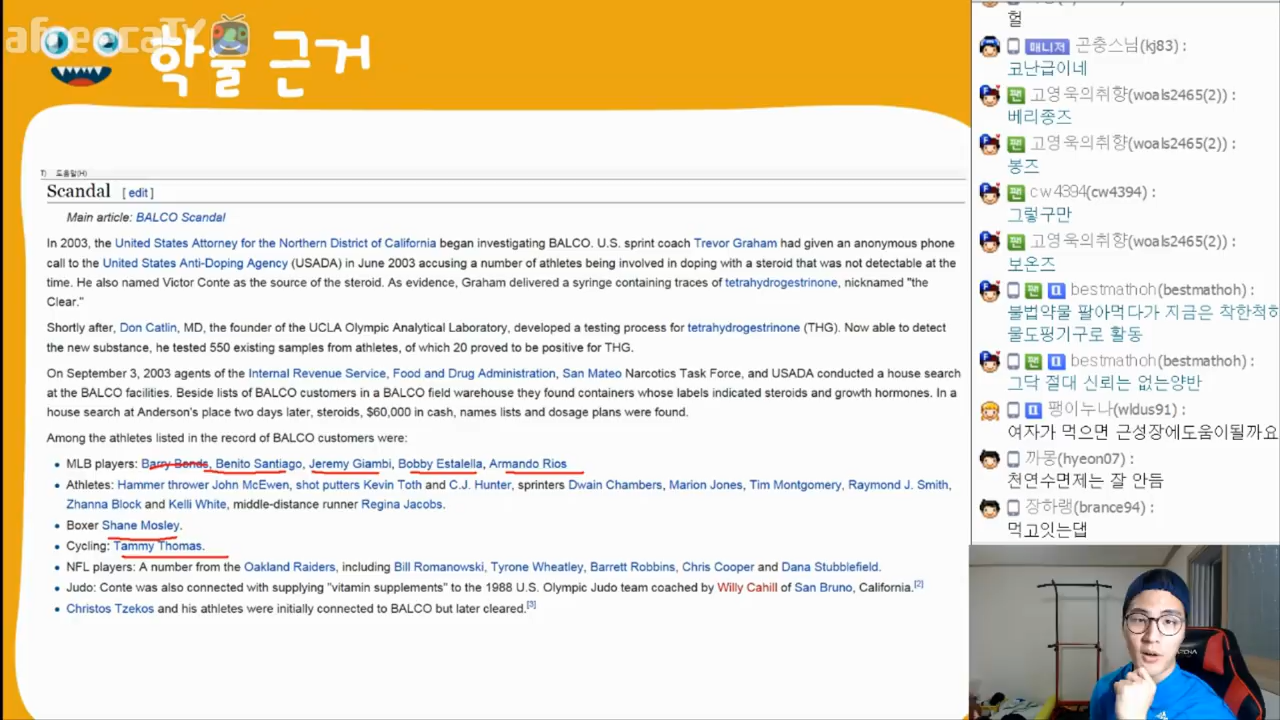 afreecaTV
학술 근거
도움말(H)
Scandal [ edit ]
Main article: BALCO Scandal
In 2003, the United States Attorney for the Northern District of California began investigating BALCO. U.S. sprint coach Trevor Graham had given an anonymous phone
call to the United States Anti-Doping Agency (USADA) in June 2003 accusing a number of athletes being involved in doping with a steroid that was not detectable at the
time. He also named Victor Conte as the source of the steroid. As evidence, Graham delivered a syringe containing traces of tetrahydrogestrinone, nicknamed "the
Clear."
Shortly after, Don Catlin, MD, the founder of the UCLA Olympic Analytical Laboratory, developed a testing process for tetrahydrogestrinone (THG). Now able to detect
the new substance, he tested 550 existing samples from athletes, of which 20 proved to be positive for THG.
On September 3, 2003 agents of the Internal Revenue Service, Food and Drug Administration, San Mateo Narcotics Task Force, and USADA conducted a house search
at the BALCO facilities. Beside lists of BALCO customers in a BALCO field warehouse they found containers whose labels indicated steroids and growth hormones. In a
house search at Anderson's place two days later, steroids, $60,000 in cash, names lists and dosage plans were found.
Among the athletes listed in the record of BALCO customers were:
• MLB players: Barry Bonds, Benito Santiago, Jeremy Giambi, Bobby Estalella, Armando Rios
• Athletes: Hammer thrower John McEwen, shot putters Kevin Toth and C.J. Hunter, sprinters Dwain Chambers, Marion Jones, Tim Montgomery, Raymond J. Smith,
Zhanna Block and Kelli White, middle-distance runner Regina Jacobs.
• Boxer Shane Mosley.
• Cycling: Tammy Thomas.
• NFL players: A number from the Oakland Raiders, including Bill Romanowski, Tyrone Wheatley, Barrett Robbins, Chris Cooper and Dana Stubblefield.
• Judo: Conte was also connected with supplying "vitamin supplements" to the 1988 U.S. Olympic Judo team coached by Willy Cahill of San Bruno, California.[2]
• Christos Tzekos and his athletes were initially connected to BALCO but later cleared.[3]
헐
매니저 곤충스님(kj83) :
코난급이네
팬 고영욱의취향(woals2465(2)) :
베리종즈
팬 고영욱의취향(woals2465(2)) :
봉즈
팬 cw4394(cw4394) :
그렇구만
팬 고영욱의취향(woals2465(2)) :
보온즈
팬 bestmathoh(bestmathoh) :
불법약물 팔아먹다가 지금은 착한척하
물도핑기구로 활동
팬 bestmathoh(bestmathoh) :
그닥 절대 신뢰는 없는양반
팽이누나(wldus91) :
여자가 먹으면 근성장에도움이될까요
까몽(hyeon07) :
천연수면제는 잘 안듬
장하랭(brance94) :
먹고잇는댑